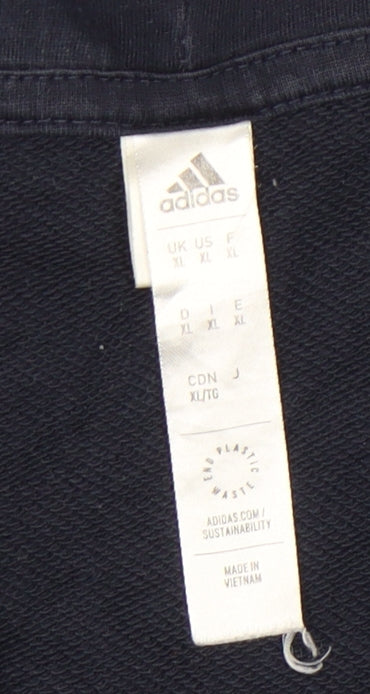 adidas
UK US F
XL XL XL
D I E
XL XL XL
CDN J
XL/TG
END PLASTIC WASTE
ADIDAS.COM/
SUSTAINABILITY
MADE IN
VIETNAM